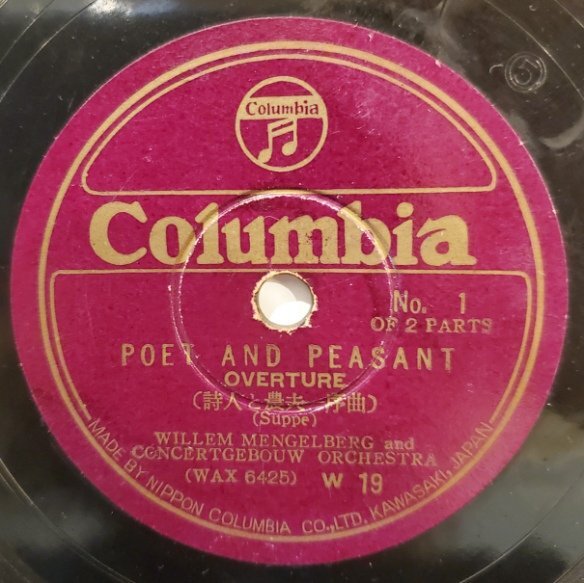 Columbia
Columbia
No. 1
OF 2 PARTS
POET AND PEASANT
OVERTURE
(詩人と農夫 序曲)
(Suppé)
WILLEM MENGELBERG and
CONCERTGEBOUW ORCHESTRA
(WAX 6425) W 19
MADE BY NIPPON COLUMBIA CO., LTD. KAWASAKI, JAPAN